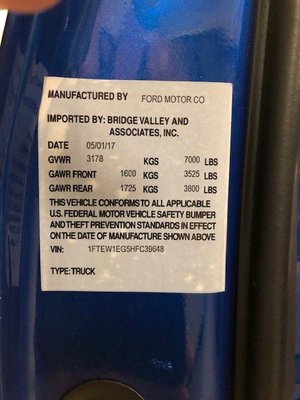 MANUFACTURED BY FORD MOTOR CO
IMPORTED BY: BRIDGE VALLEY AND
ASSOCIATES, INC.
DATE 05/01/17
GVWR 3178 KGS 7000 LBS
GAWR FRONT 1600 KGS 3525 LBS
GAWR REAR 1725 KGS 3800 LBS
THIS VEHICLE CONFORMS TO ALL APPLICABLE
U.S. FEDERAL MOTOR VEHICLE SAFETY BUMPER
AND THEFT PREVENTION STANDARDS IN EFFECT
ON THE DATE OF MANUFACTURE SHOWN ABOVE
VIN: 1FTEW1EG5HFC39648
TYPE:TRUCK